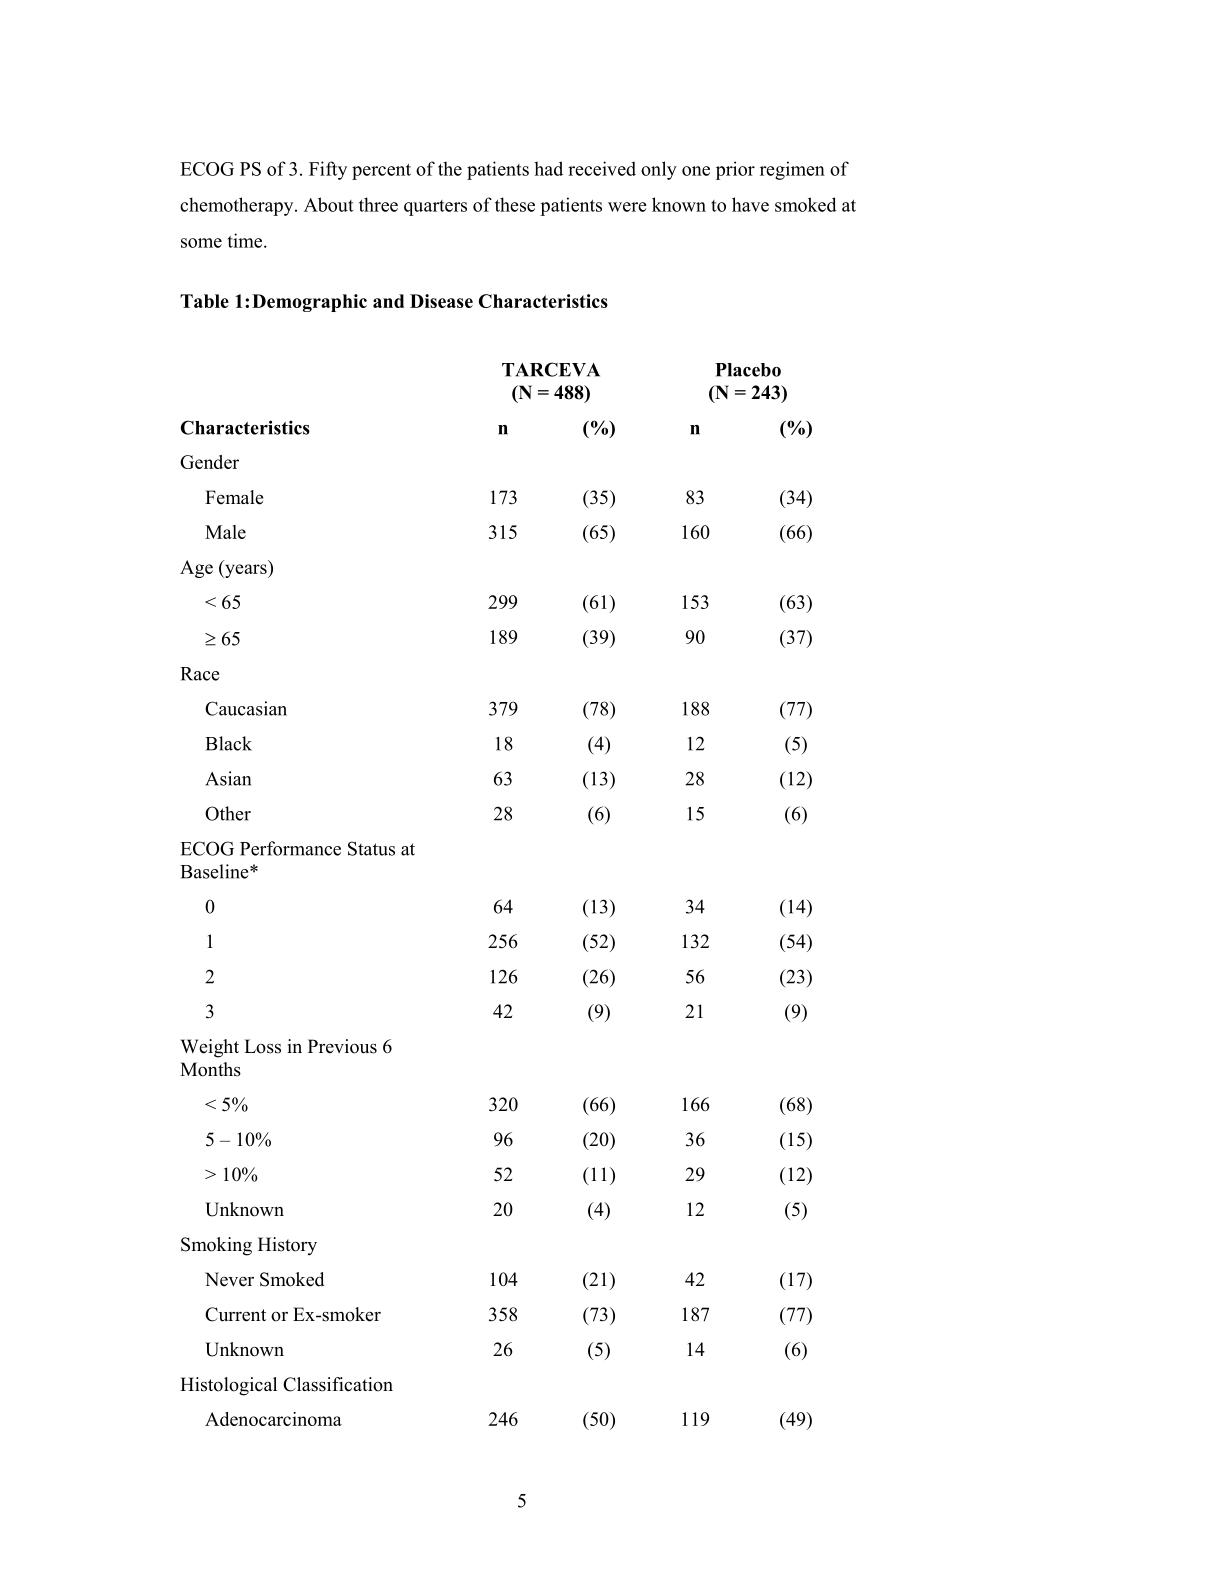 ECOG PS of 3. Fifty percent of the patients had received only one prior regimen of
chemotherapy. About three quarters of these patients were known to have smoked at
some time.
Table 1:Demographic and Disease Characteristics
TARCEVA Placebo
(N = 488) (N = 243)
Characteristics n (%) n (%)
Gender
Female 173 (35) 83 (34)
Male 315 (65) 160 (66)
Age (years)
< 65 299 (61) 153 (63)
≥ 65 189 (39) 90 (37)
Race
Caucasian 379 (78) 188 (77)
Black 18 (4) 12 (5)
Asian 63 (13) 28 (12)
Other 28 (6) 15 (6)
ECOG Performance Status at
Baseline*
0 64 (13) 34 (14)
1 256 (52) 132 (54)
2 126 (26) 56 (23)
3 42 (9) 21 (9)
Weight Loss in Previous 6
Months
< 5% 320 (66) 166 (68)
5 – 10% 96 (20) 36 (15)
> 10% 52 (11) 29 (12)
Unknown 20 (4) 12 (5)
Smoking History
Never Smoked 104 (21) 42 (17)
Current or Ex-smoker 358 (73) 187 (77)
Unknown 26 (5) 14 (6)
Histological Classification
Adenocarcinoma 246 (50) 119 (49)
5